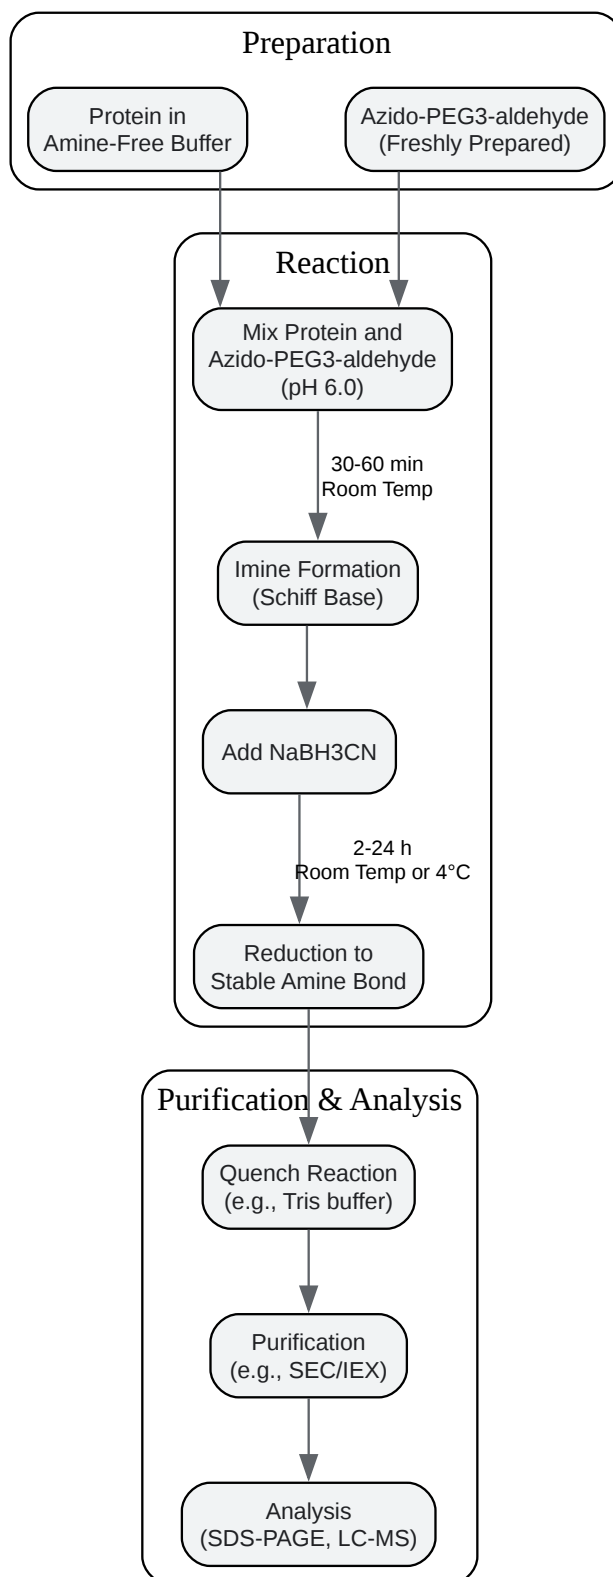 Preparation
Protein in
Amine-Free Buffer
Azido-PEG3-aldehyde
(Freshly Prepared)
Reaction
Mix Protein and
Azido-PEG3-aldehyde
(pH 6.0)
30-60 min
Room Temp
Imine Formation
(Schiff Base)
Add NaBH3CN
2-24 h
Room Temp or 4°C
Reduction to
Stable Amine Bond
Purification & Analysis
Quench Reaction
(e.g., Tris buffer)
Purification
(e.g., SEC/IEX)
Analysis
(SDS-PAGE, LC-MS)